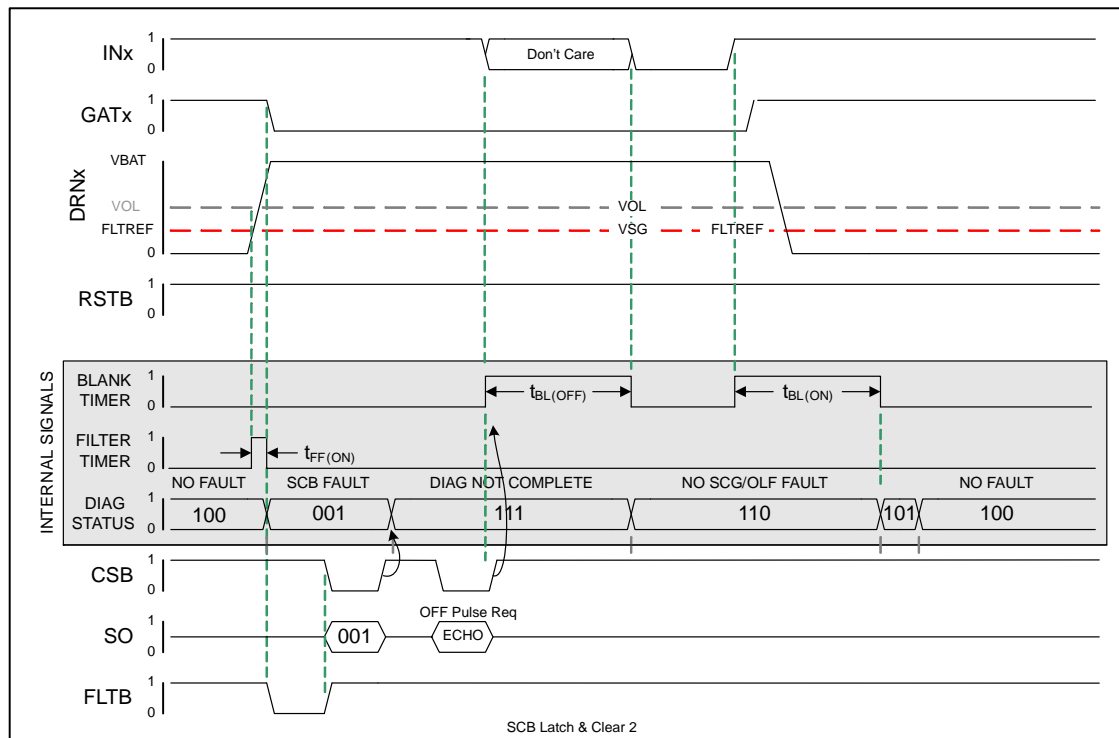 INx
1
0
Don't Care
GATx
1
0
DRNx
VBAT
VOL
VOL
FLTREF
VSG
FLTREF
0
RSTB
1
0
INTERNAL SIGNALS
BLANK
TIMER
1
0
tBL(OFF)
tBL(ON)
FILTER
TIMER
1
0
tFF(ON)
NO FAULT
SCB FAULT
DIAG NOT COMPLETE
NO SCG/OLF FAULT
NO FAULT
DIAG
STATUS
1
0
100
001
111
110
101
100
CSB
1
0
OFF Pulse Req
SO
1
0
001
ECHO
FLTB
1
0
SCB Latch & Clear 2